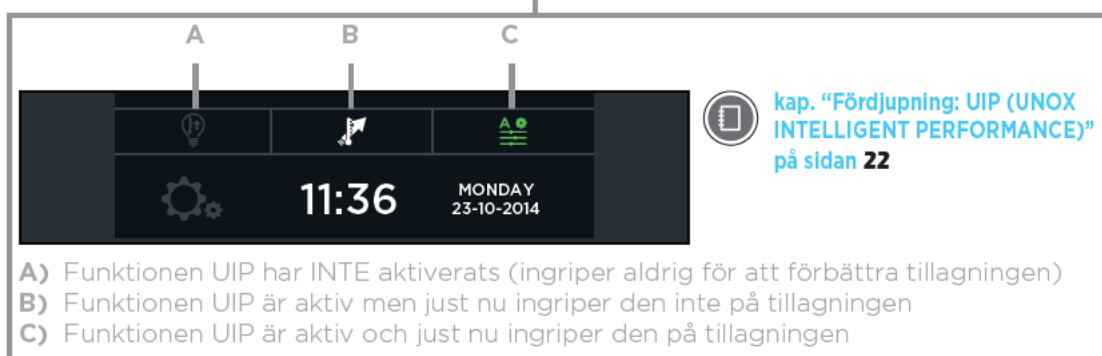 A B C
kap. “Fördjupning: UIP (UNOX
INTELLIGENT PERFORMANCE)”
på sidan 22
11:36
MONDAY
23-10-2014
A) Funktionen UIP har INTE aktiverats (ingriper aldrig för att förbättra tillagningen)
B) Funktionen UIP är aktiv men just nu ingriper den inte på tillagningen
C) Funktionen UIP är aktiv och just nu ingriper den på tillagningen